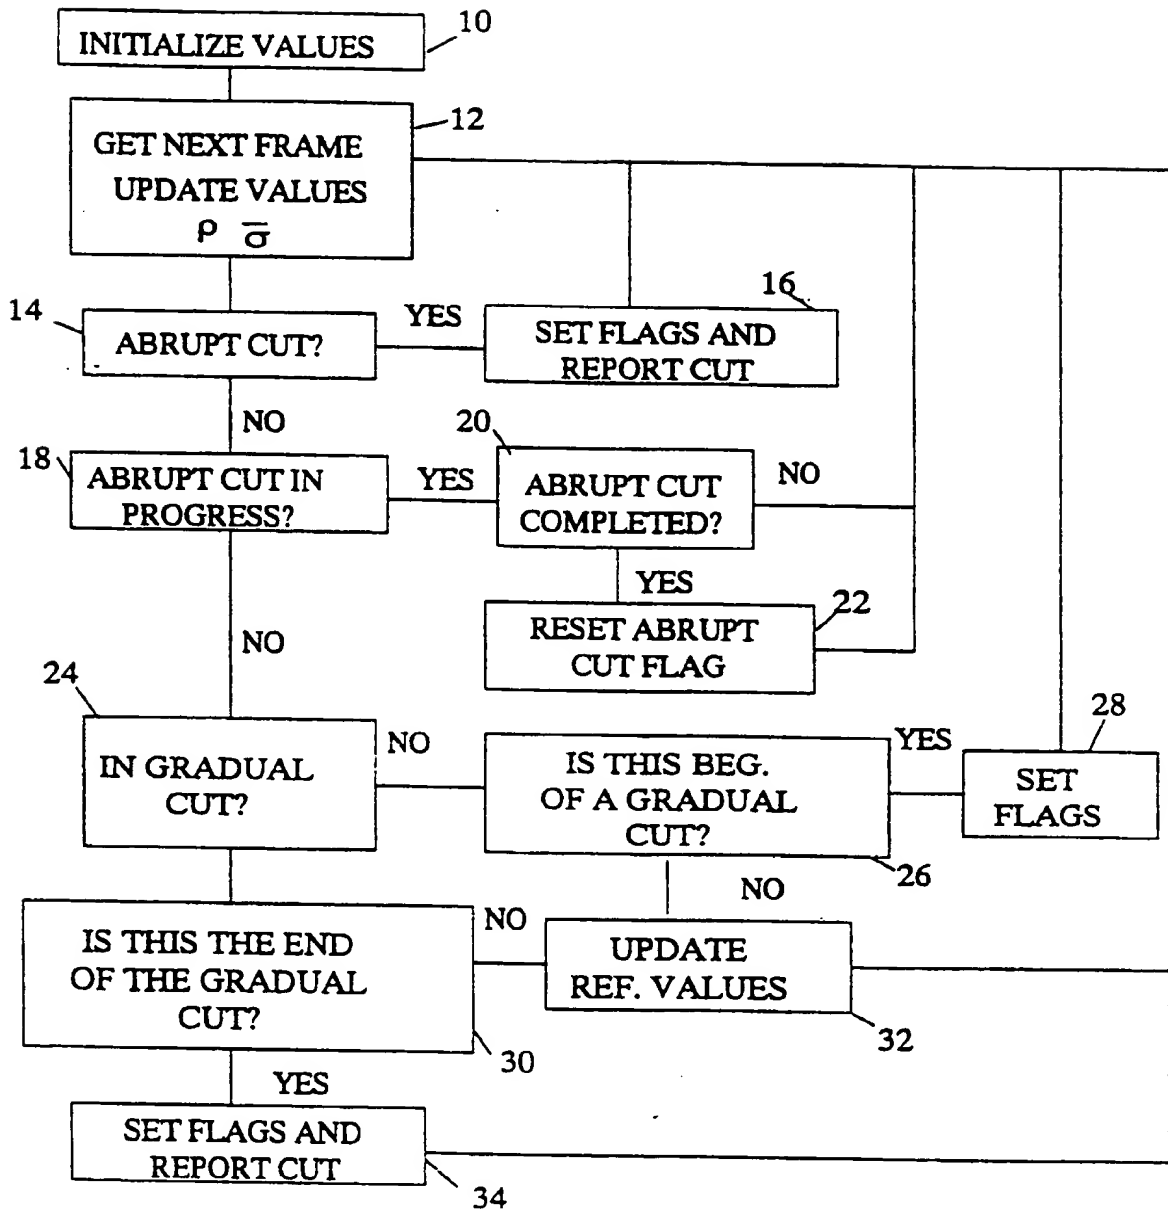 10
INITIALIZE VALUES
12
GET NEXT FRAME
UPDATE VALUES
ρ σ̅
14
ABRUPT CUT?
YES
16
SET FLAGS AND
REPORT CUT
NO
18
ABRUPT CUT IN
PROGRESS?
YES
20
ABRUPT CUT
COMPLETED?
NO
YES
22
RESET ABRUPT
CUT FLAG
NO
24
IN GRADUAL
CUT?
NO
IS THIS BEG.
OF A GRADUAL
CUT?
26
YES
28
SET
FLAGS
NO
IS THIS THE END
OF THE GRADUAL
CUT?
30
NO
UPDATE
REF. VALUES
32
YES
SET FLAGS AND
REPORT CUT
34